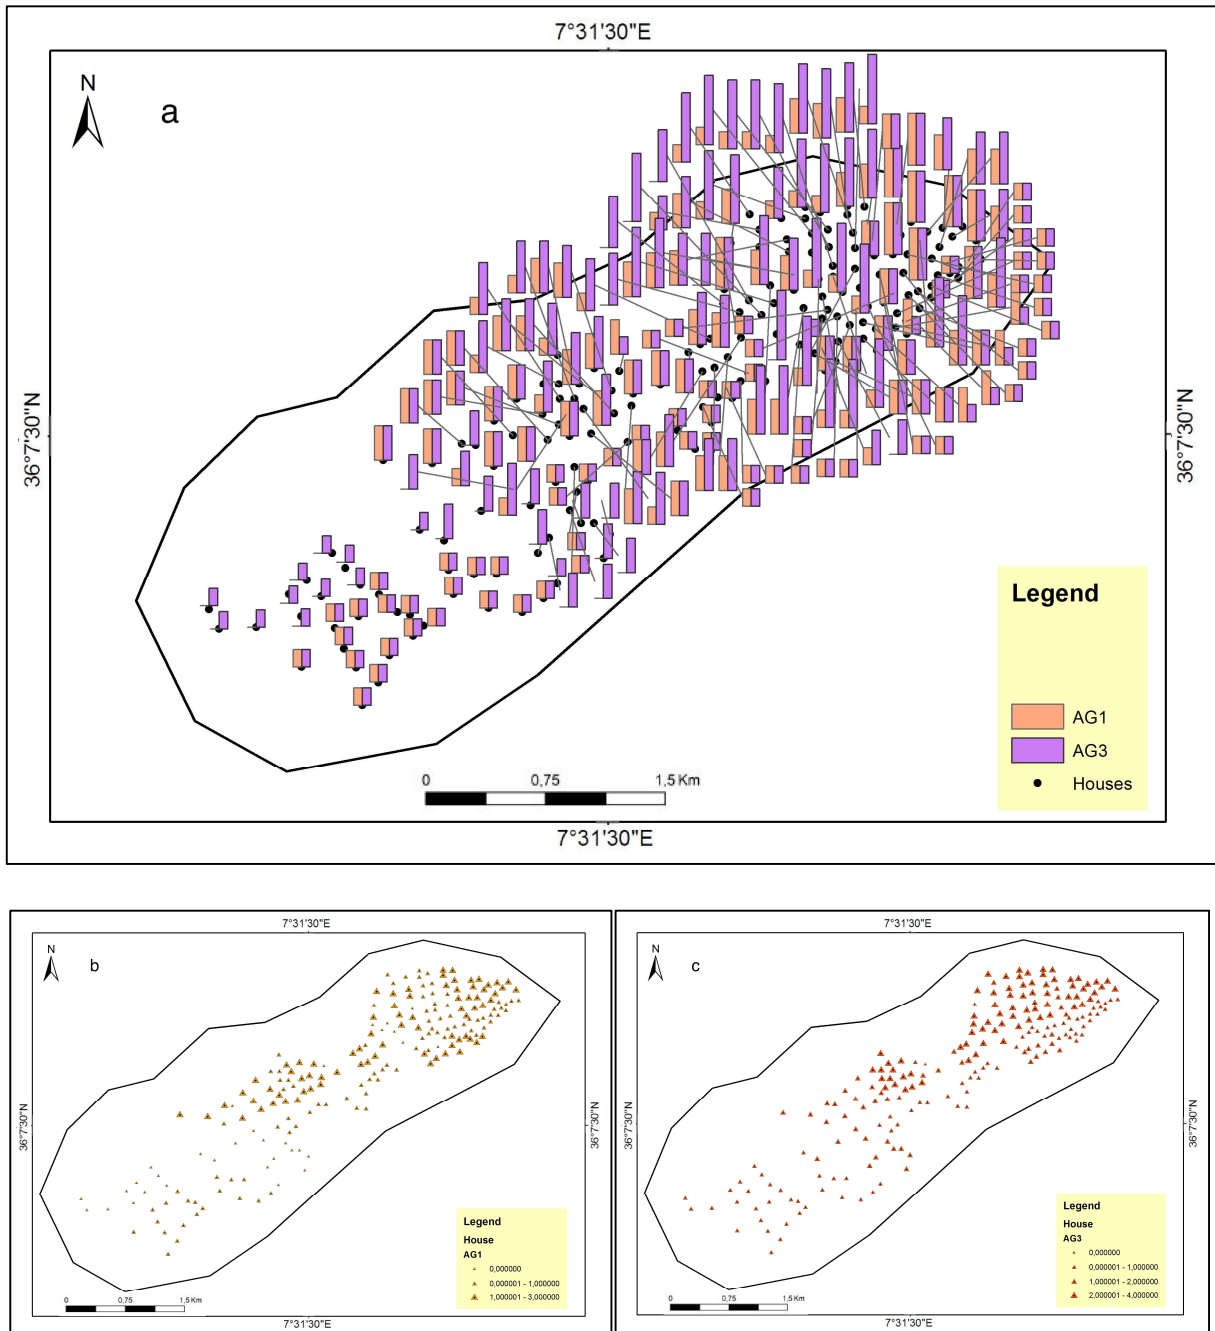 7°31'30"E
N
a
36°7'30"N
36°7'30"N
Legend
AG1
AG3
Houses
0
0,75
1,5 Km
7°31'30"E
7°31'30"E
N
b
36°7'30"N
36°7'30"N
Legend
House
AG1
0,000000
0,000001 - 1,000000
1,000001 - 3,000000
0
0,75
1,5 Km
7°31'30"E
7°31'30"E
N
c
36°7'30"N
36°7'30"N
Legend
House
AG3
0,000000
0,000001 - 1,000000
1,000001 - 2,000000
2,000001 - 4,000000
0
0,75
1,5 Km
7°31'30"E